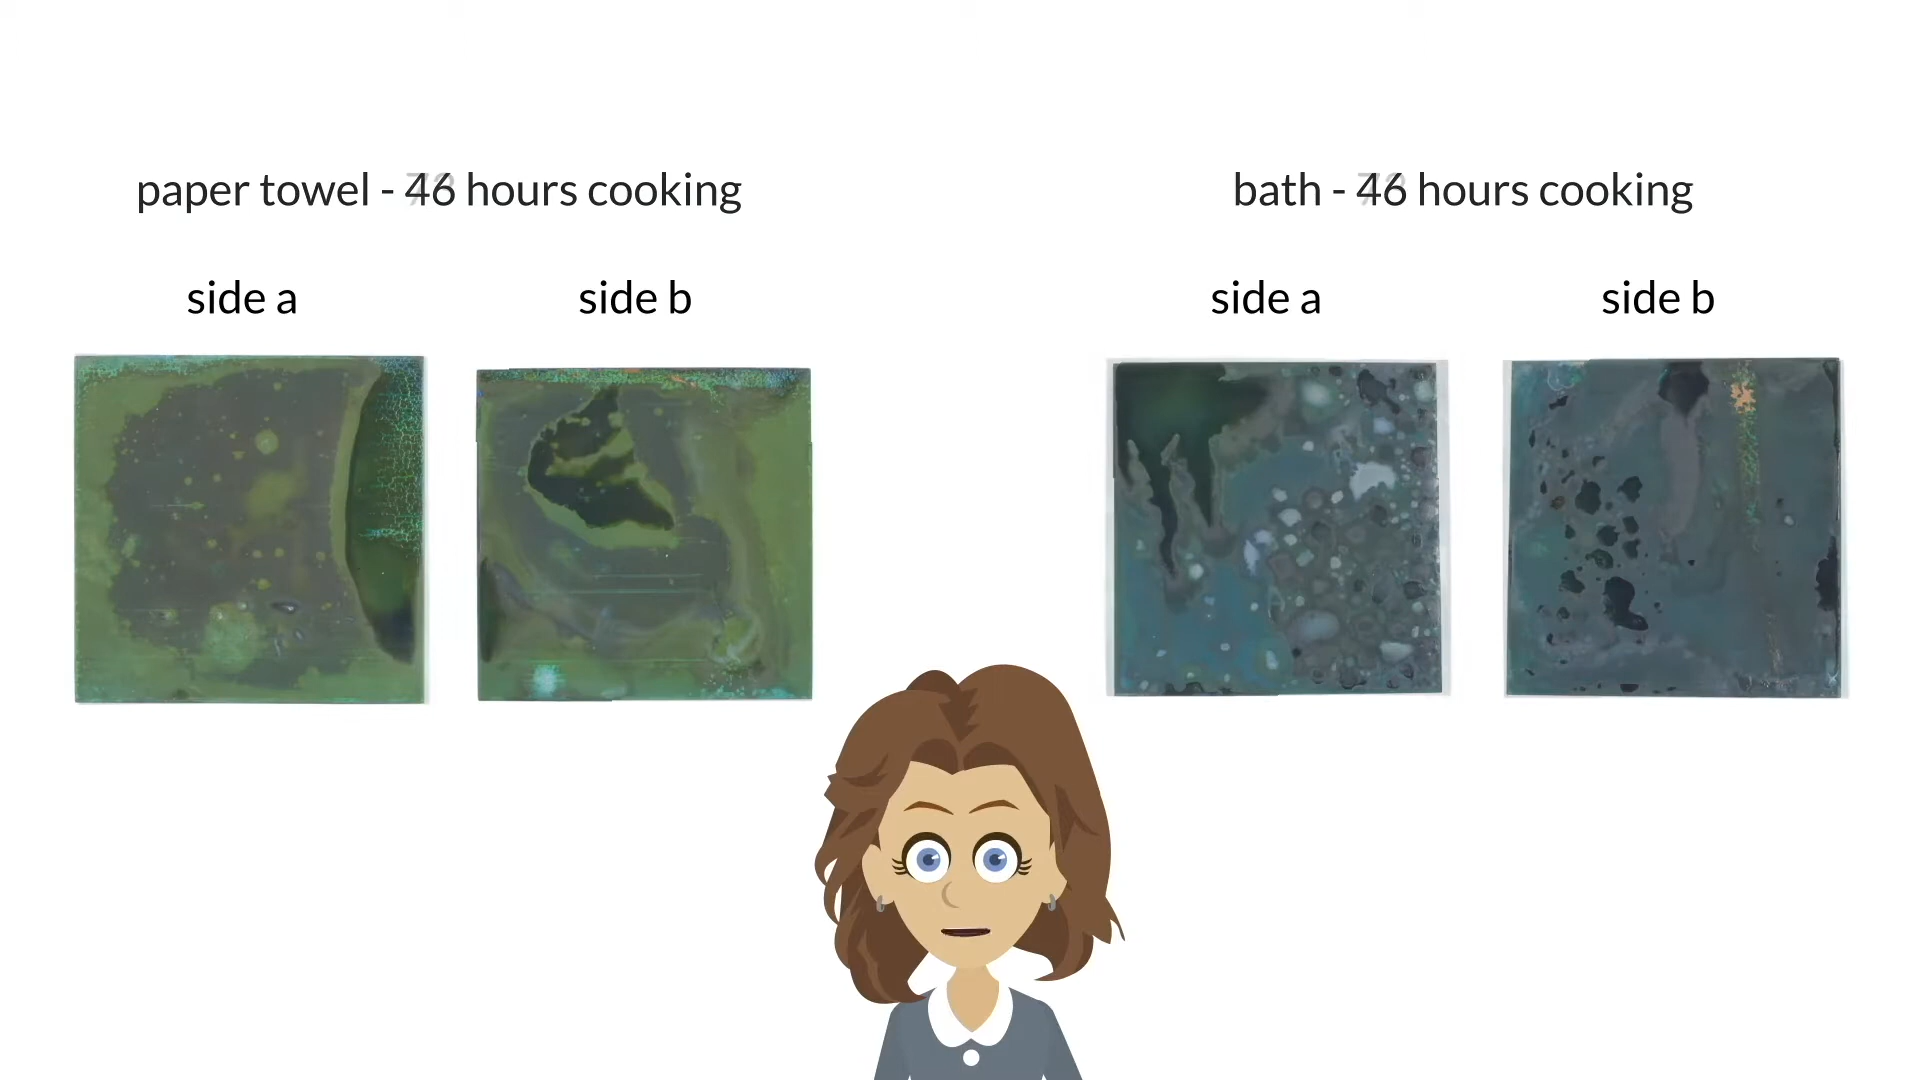 paper towel - 46 hours cooking
side a
side b
bath - 46 hours cooking
side a
side b